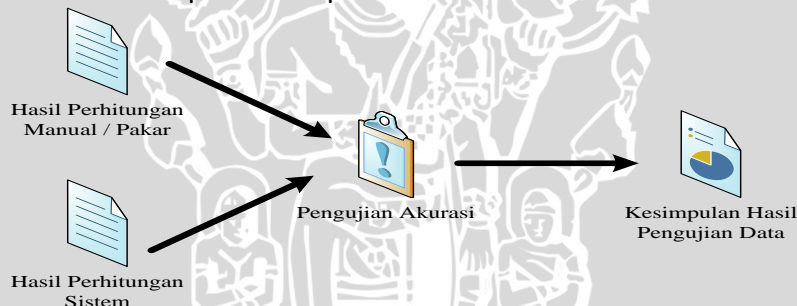 Hasil Perhitungan
Manual / Pakar
Pengujian Akurasi
Kesimpulan Hasil
Pengujian Data
Hasil Perhitungan
Sistem